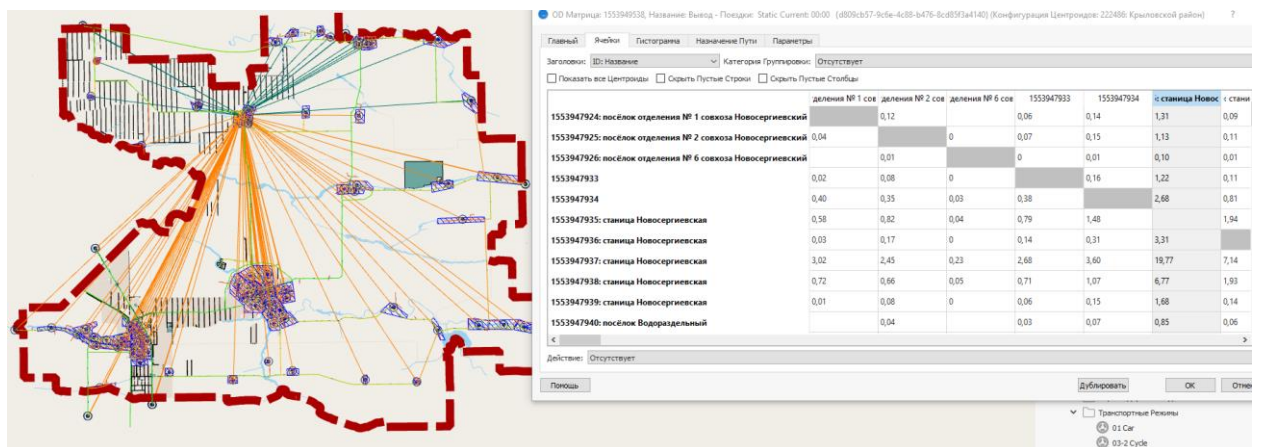 OD Матрица: 1553949538, Название: Вывод - Поездки: Static Current: 00:00 {d809cb57-9c6e-4c88-b476-8cd85f3a4140} (Конфигурация Центроидов: 222486: Крыловской район) ?
Главный Ячейки Гистограмма Назначение Пути Параметры
Заголовки: ID: Название Категория Группировки: Отсутствует
Показать все Центроиды Скрыть Пустые Строки Скрыть Пустые Столбцы
деления № 1 сов деления № 2 сов деления № 6 сов 1553947933 1553947934 станица Новос стани
1553947924: посёлок отделения № 1 совхоза Новосергиевский 0,12 0,06 0,14 1,31 0,09
1553947925: посёлок отделения № 2 совхоза Новосергиевский 0,04 0 0,07 0,15 1,13 0,11
1553947926: посёлок отделения № 6 совхоза Новосергиевский 0,01 0 0,01 0,10 0,01
1553947933 0,02 0,08 0 0,16 1,22 0,11
1553947934 0,40 0,35 0,03 0,38 2,68 0,81
1553947935: станица Новосергиевская 0,58 0,82 0,04 0,79 1,48 1,94
1553947936: станица Новосергиевская 0,03 0,17 0 0,14 0,31 3,31
1553947937: станица Новосергиевская 3,02 2,45 0,23 2,68 3,60 19,77 7,14
1553947938: станица Новосергиевская 0,72 0,66 0,05 0,71 1,07 6,77 1,93
1553947939: станица Новосергиевская 0,01 0,08 0 0,06 0,15 1,68 0,14
1553947940: посёлок Водораздельный 0,04 0,03 0,07 0,85 0,06
Действие: Отсутствует
Помощь Дублировать ОК Отме
Транспортные Режимы
01 Car
03-2 Cycle